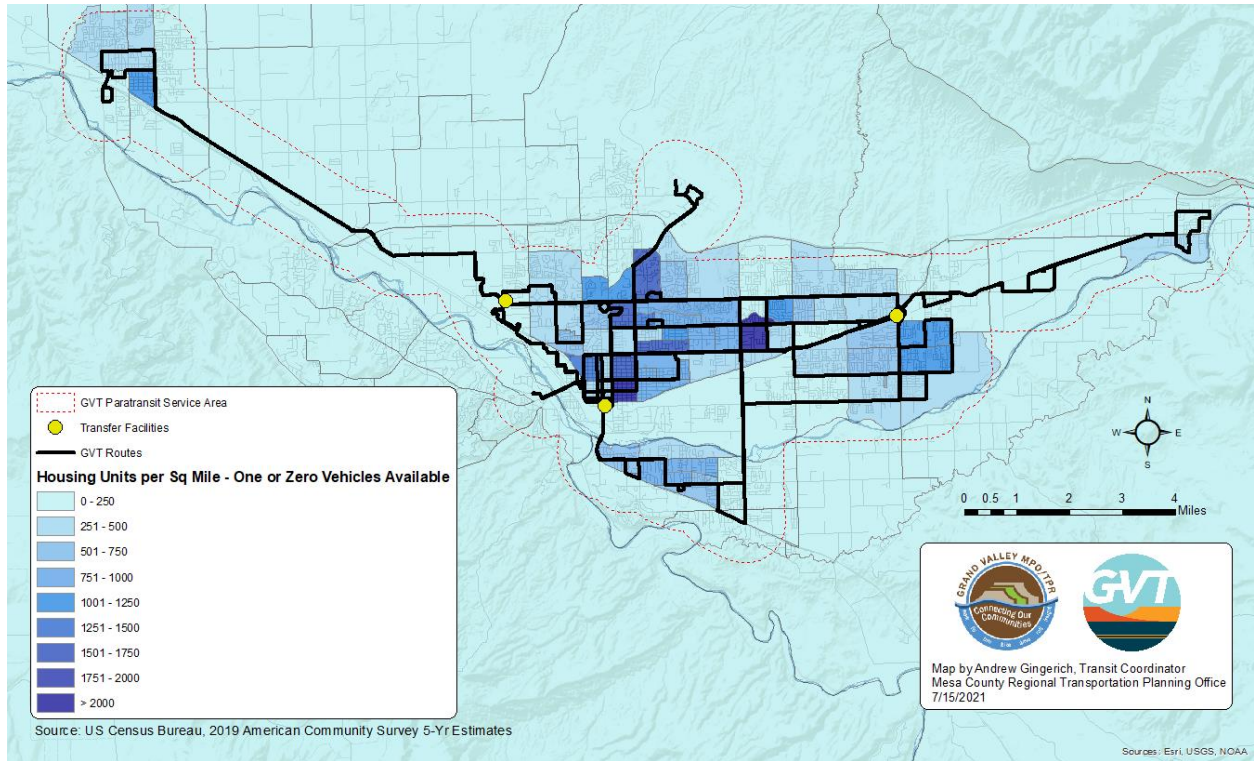 GVT Paratransit Service Area
Transfer Facilities
GVT Routes
Housing Units per Sq Mile - One or Zero Vehicles Available
0 - 250
251 - 500
501 - 750
751 - 1000
1001 - 1250
1251 - 1500
1501 - 1750
1751 - 2000
> 2000
Source: US Census Bureau, 2019 American Community Survey 5-Yr Estimates
N
W E
S
0 0.5 1 2 3 4
Miles
GRAND VALLEY MPO/TPR
Connecting Our
Communities
GVT
Map by Andrew Gingerich, Transit Coordinator
Mesa County Regional Transportation Planning Office
7/15/2021
Sources: Esri, USGS, NOAA